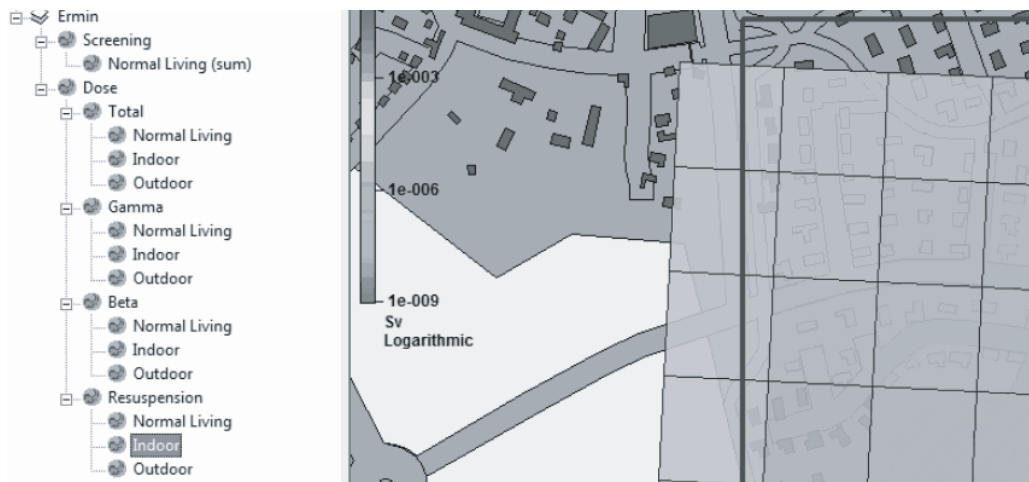 Ermin
Screening
Normal Living (sum)
Dose
Total
Normal Living
Indoor
Outdoor
Gamma
Normal Living
Indoor
Outdoor
Beta
Normal Living
Indoor
Outdoor
Resuspension
Normal Living
Indoor
Outdoor
1e-003
1e-006
1e-009
Sv
Logarithmic